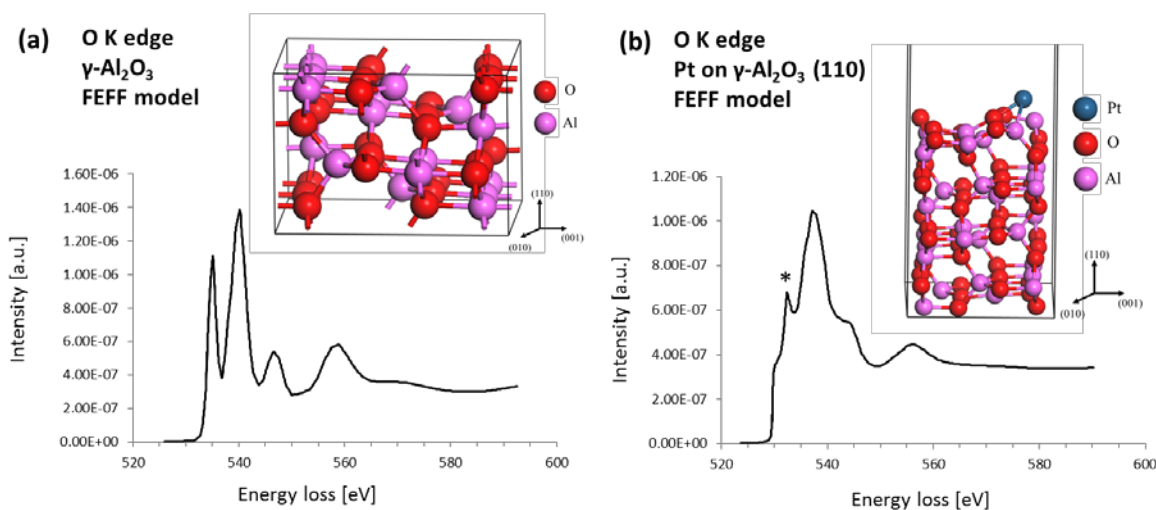 (a)
O K edge
γ-Al₂O₃
FEFF model
O
Al
(110)
(010)
(001)
1.60E-06
1.40E-06
1.20E-06
1.00E-06
8.00E-07
6.00E-07
4.00E-07
2.00E-07
0.00E+00
Intensity [a.u.]
520
540
560
580
600
Energy loss [eV]
(b)
O K edge
Pt on γ-Al₂O₃ (110)
FEFF model
Pt
O
Al
(110)
(010)
(001)
1.20E-06
1.00E-06
8.00E-07
6.00E-07
4.00E-07
2.00E-07
0.00E+00
*
Intensity [a.u.]
520
540
560
580
600
Energy loss [eV]